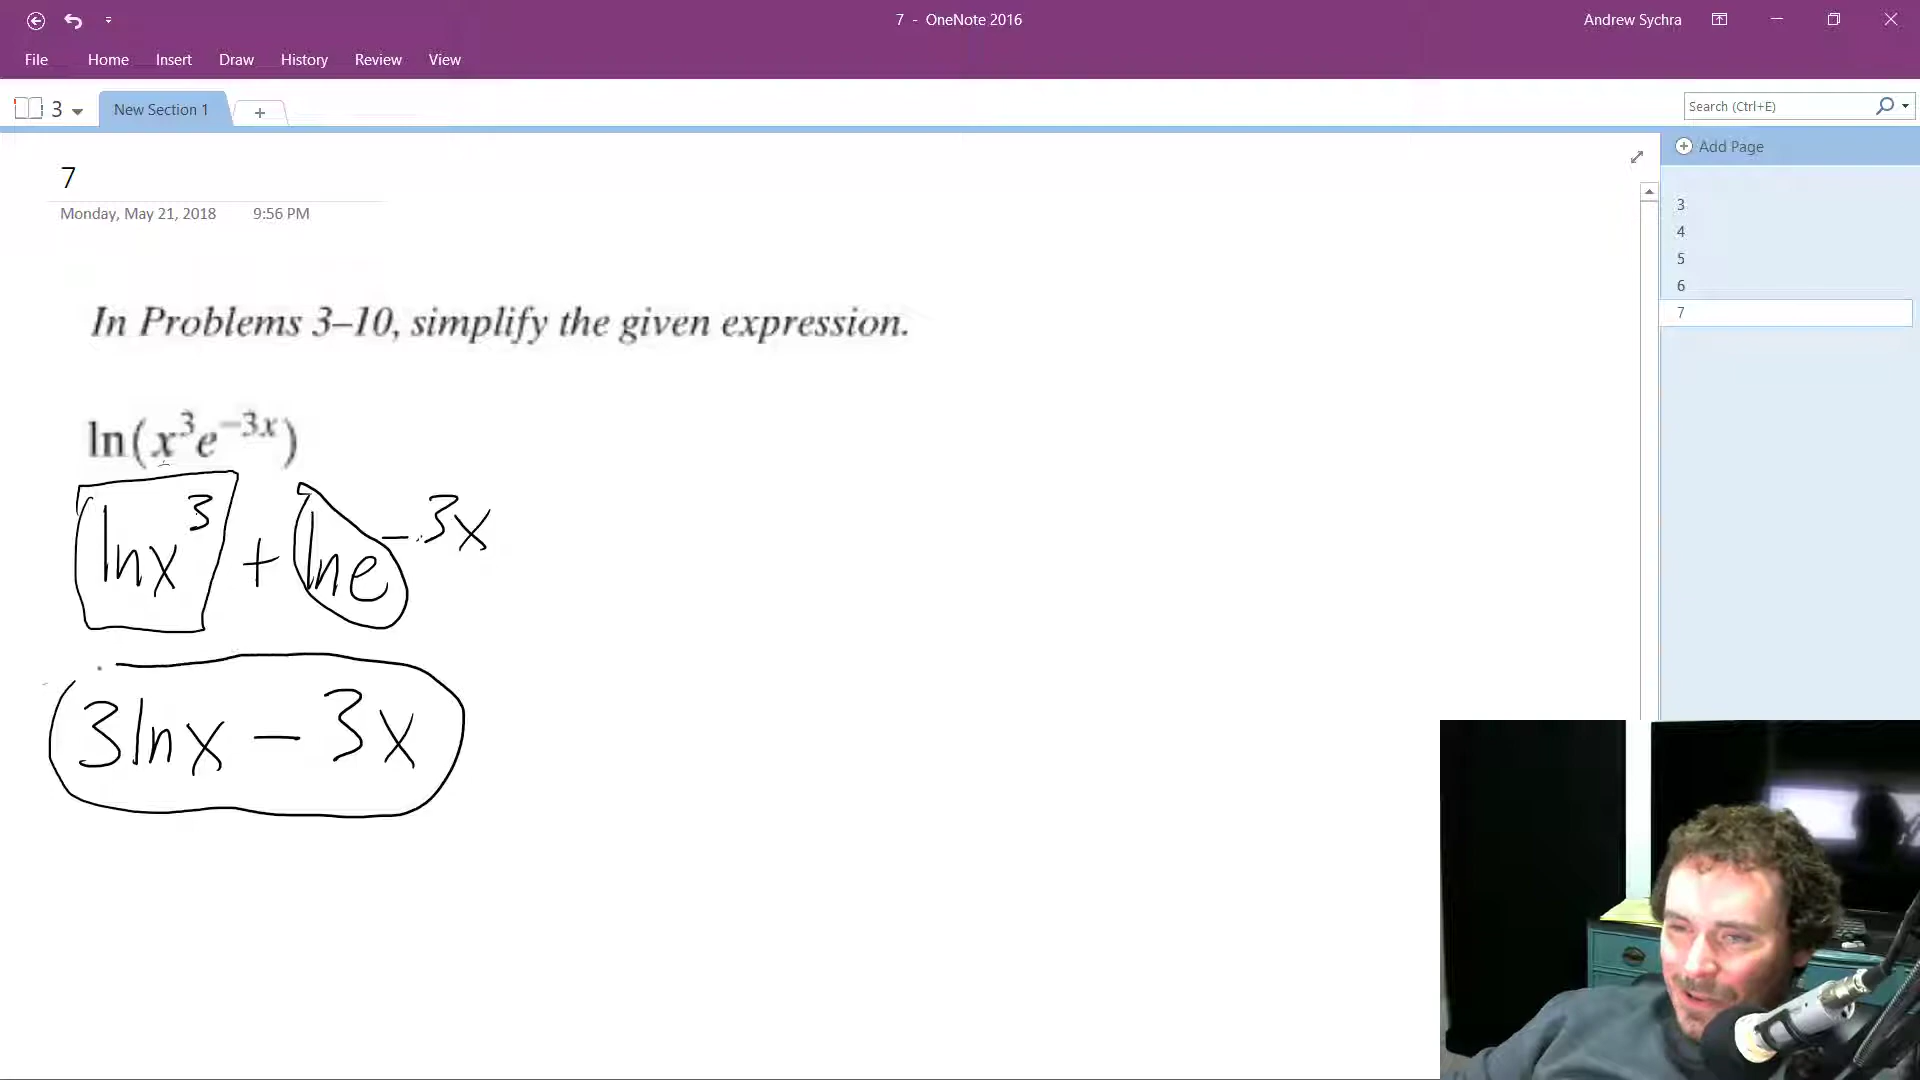 7 - OneNote 2016
Andrew Sychra
File Home Insert Draw History Review View
3 New Section 1
Search (Ctrl+E)
Add Page
7
Monday, May 21, 2018 9:56 PM
3
4
5
6
7
In Problems 3–10, simplify the given expression.
ln(x³e⁻³ˣ)
lnx³ + lne⁻³ˣ
3lnx − 3x